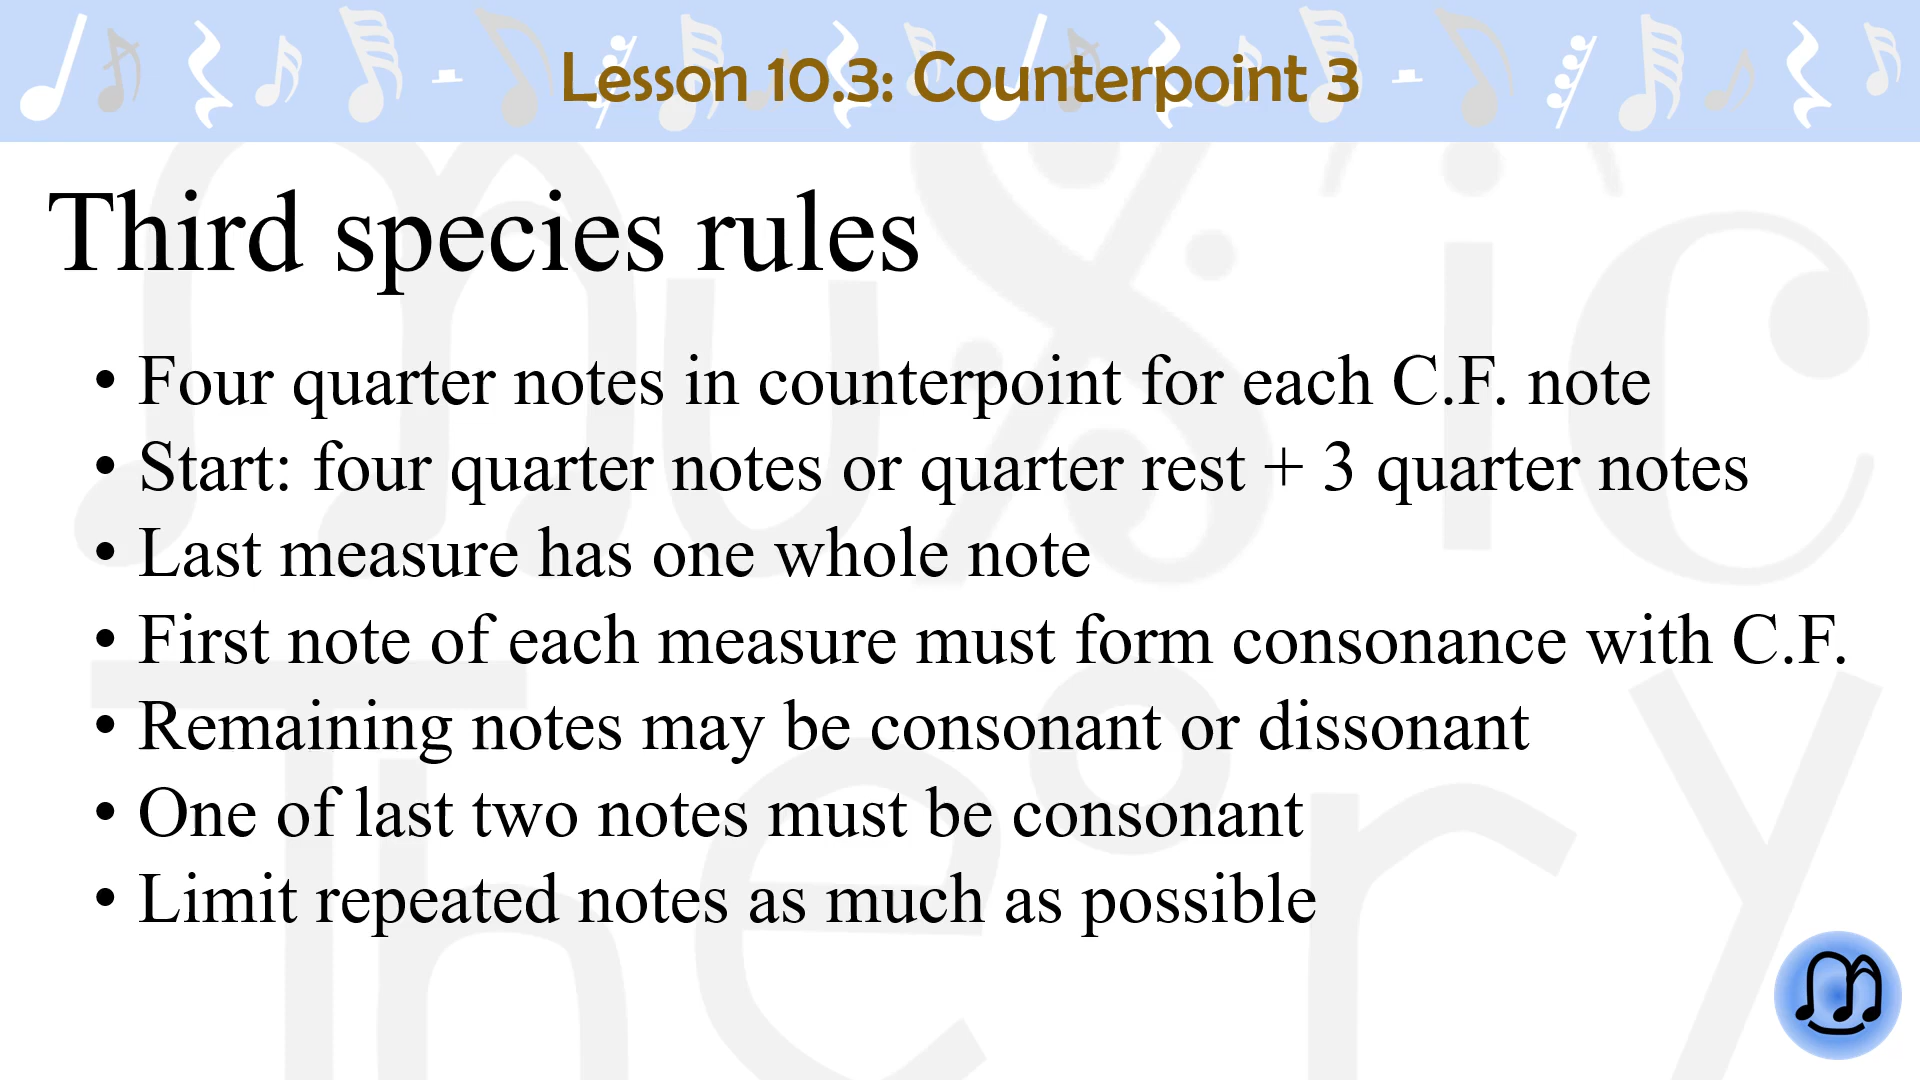 Lesson 10.3: Counterpoint 3
Third species rules
• Four quarter notes in counterpoint for each C.F. note
• Start: four quarter notes or quarter rest + 3 quarter notes
• Last measure has one whole note
• First note of each measure must form consonance with C.F.
• Remaining notes may be consonant or dissonant
• One of last two notes must be consonant
• Limit repeated notes as much as possible
music
Theory